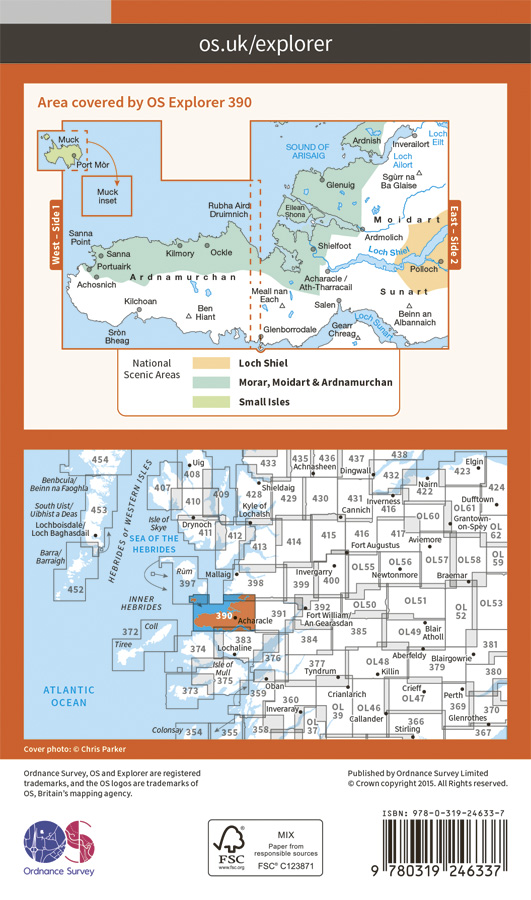 os.uk/explorer
Area covered by OS Explorer 390
Muck
Port Mòr
Muck
inset
West – Side 1
East – Side 2
SOUND OF
ARISAIG
Ardnish
Loch
Eilt
Inverailort
Loch
Ailort
Sgùrr na
Ba Glaise
Glenuig
Eilean
Shona
Rubha Aird
Druimnich
Moidart
Sanna
Point
Ardmolich
Shielfoot
Loch Shiel
Sanna
Kilmory
Ockle
Polloch
Portuairk
Ardnamurchan
Acharacle /
Ath-Tharracail
Achosnich
Meall nan
Each
Sunart
Kilchoan
Ben
Hiant
Salen
Beinn an
Albannaich
Loch Sunart
Sròn
Bheag
Glenborrodale
Gearr
Chreag
National
Scenic Areas
Loch Shiel
Morar, Moidart & Ardnamurchan
Small Isles
454
Uig
408
433
435
Achnasheen
436
437
Dingwall
438
Elgin
423
Benbcula/
Beinn na Faoghla
407
409
Shieldaig
428
429
430
431
Inverness
Nairn
422
424
Dufftown
South Uist/
Uibhist a Deas
453
410
Kyle of
Lochalsh
Cannich
416
OL61
Lochboisdale/
Loch Baghasdail
HEBRIDES or WESTERN ISLES
Isle of
Skye
Drynoch
411
412
413
414
415
416
417
OL60
Grantown-
on-Spey
OL
62
SEA OF THE
HEBRIDES
Fort Augustus
Aviemore
Barra/
Barraigh
452
Rùm
397
Mallaig
398
Invergarry
399
400
OL55
OL56
Newtonmore
OL57
OL58
Braemar
OL
59
INNER
HEBRIDES
390
Acharacle
391
392
Fort William/
An Gearasdan
OL50
OL51
OL
52
OL53
372
Coll
Tiree
374
383
Lochaline
384
385
OL49
Blair
Atholl
381
Isle of
Mull
375
376
377
Tyndrum
OL48
Killin
Aberfeldy
379
Blairgowrie
380
ATLANTIC
OCEAN
373
359
Oban
360
Inveraray
Crianlarich
OL
39
OL46
Callander
Crieff
OL47
Perth
369
370
Glenrothes
Colonsay
354
355
358
OL
37
366
Stirling
367
Cover photo: © Chris Parker
Ordnance Survey, OS and Explorer are registered
trademarks, and the OS logos are trademarks of
OS, Britain's mapping agency.
Published by Ordnance Survey Limited
© Crown copyright 2015. All Rights reserved.
Ordnance Survey
FSC
www.fsc.org
MIX
Paper from
responsible sources
FSC® C123871
ISBN: 978-0-319-24633-7
9 780319 246337